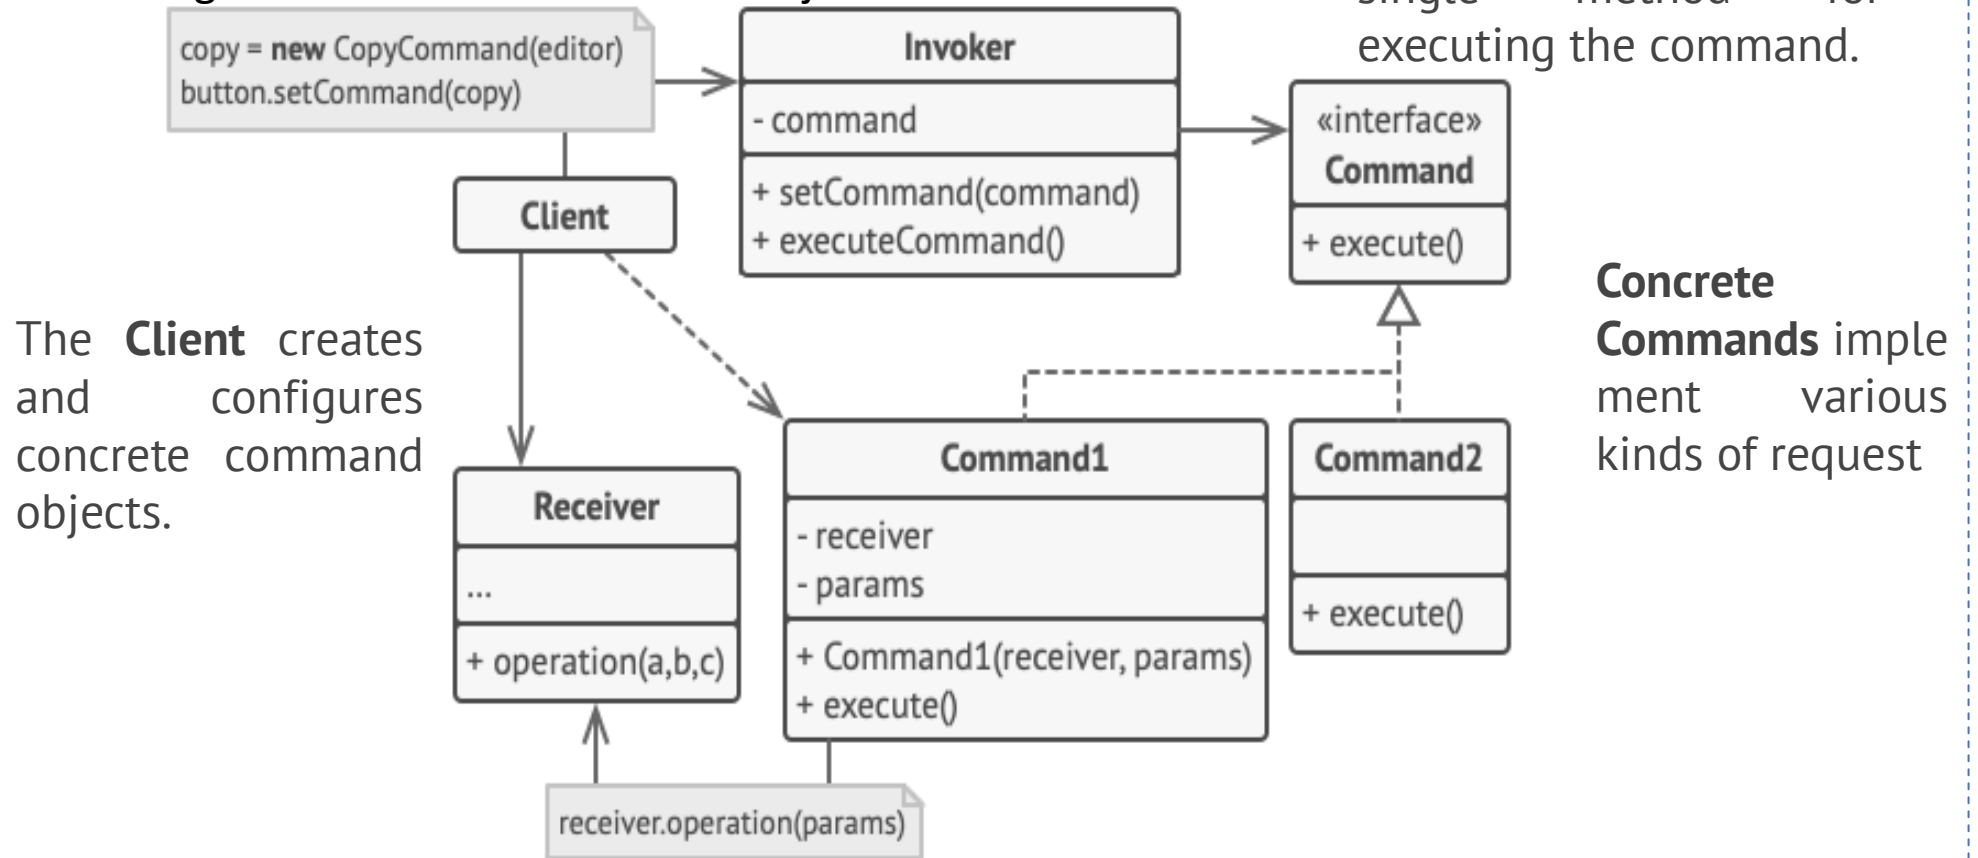 executing the command.
copy = new CopyCommand(editor)
button.setCommand(copy)
Invoker
- command
+ setCommand(command)
+ executeCommand()
«interface»
Command
+ execute()
Client
The Client creates
and configures
concrete command
objects.
Concrete
Commands imple
ment various
kinds of request
Receiver
...
+ operation(a,b,c)
Command1
- receiver
- params
+ Command1(receiver, params)
+ execute()
Command2
+ execute()
receiver.operation(params)